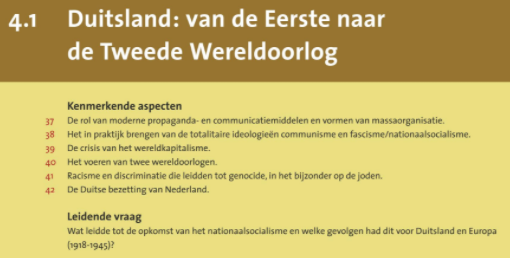 4.1 Duitsland: van de Eerste naar
de Tweede Wereldoorlog
Kenmerkende aspecten
37 De rol van moderne propaganda- en communicatiemiddelen en vormen van massaorganisatie.
38 Het in praktijk brengen van de totalitaire ideologieën communisme en fascisme/nationaalsocialisme.
39 De crisis van het wereldkapitalisme.
40 Het voeren van twee wereldoorlogen.
41 Racisme en discriminatie die leidden tot genocide, in het bijzonder op de joden.
42 De Duitse bezetting van Nederland.
Leidende vraag
Wat leidde tot de opkomst van het nationaalsocialisme en welke gevolgen had dit voor Duitsland en Europa
(1918-1945)?